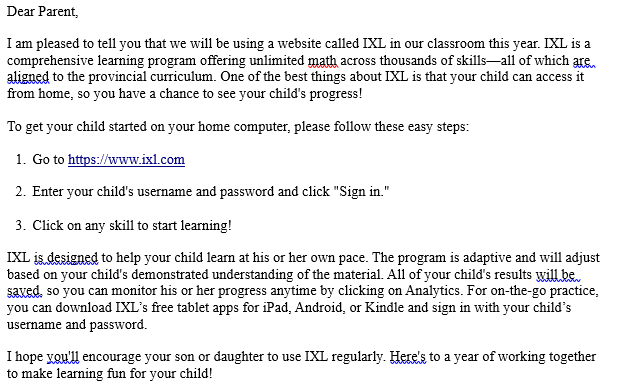 Dear Parent,
I am pleased to tell you that we will be using a website called IXL in our classroom this year. IXL is a
comprehensive learning program offering unlimited math across thousands of skills—all of which are
aligned to the provincial curriculum. One of the best things about IXL is that your child can access it
from home, so you have a chance to see your child's progress!
To get your child started on your home computer, please follow these easy steps:
1. Go to https://www.ixl.com
2. Enter your child's username and password and click "Sign in."
3. Click on any skill to start learning!
IXL is designed to help your child learn at his or her own pace. The program is adaptive and will adjust
based on your child's demonstrated understanding of the material. All of your child's results will be
saved, so you can monitor his or her progress anytime by clicking on Analytics. For on-the-go practice,
you can download IXL’s free tablet apps for iPad, Android, or Kindle and sign in with your child’s
username and password.
I hope you'll encourage your son or daughter to use IXL regularly. Here's to a year of working together
to make learning fun for your child!